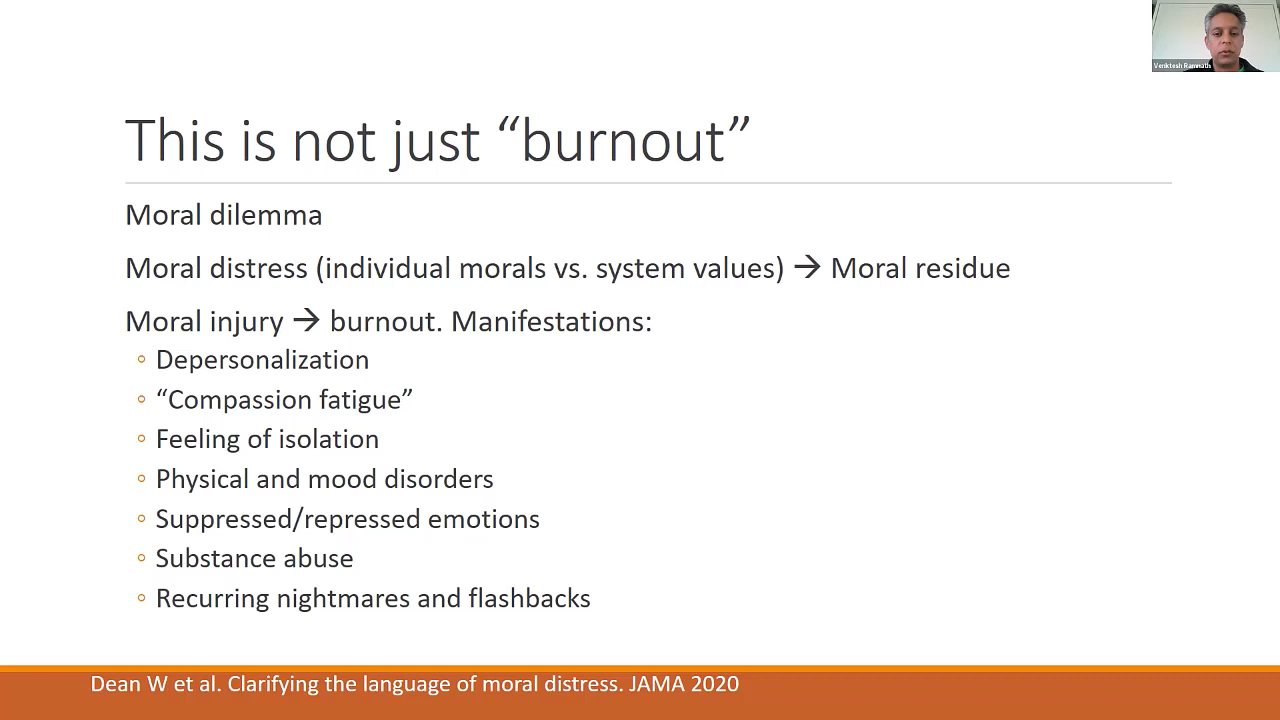 Venktesh Ramnath
This is not just “burnout”
Moral dilemma
Moral distress (individual morals vs. system values) → Moral residue
Moral injury → burnout. Manifestations:
◦ Depersonalization
◦ “Compassion fatigue”
◦ Feeling of isolation
◦ Physical and mood disorders
◦ Suppressed/repressed emotions
◦ Substance abuse
◦ Recurring nightmares and flashbacks
Dean W et al. Clarifying the language of moral distress. JAMA 2020